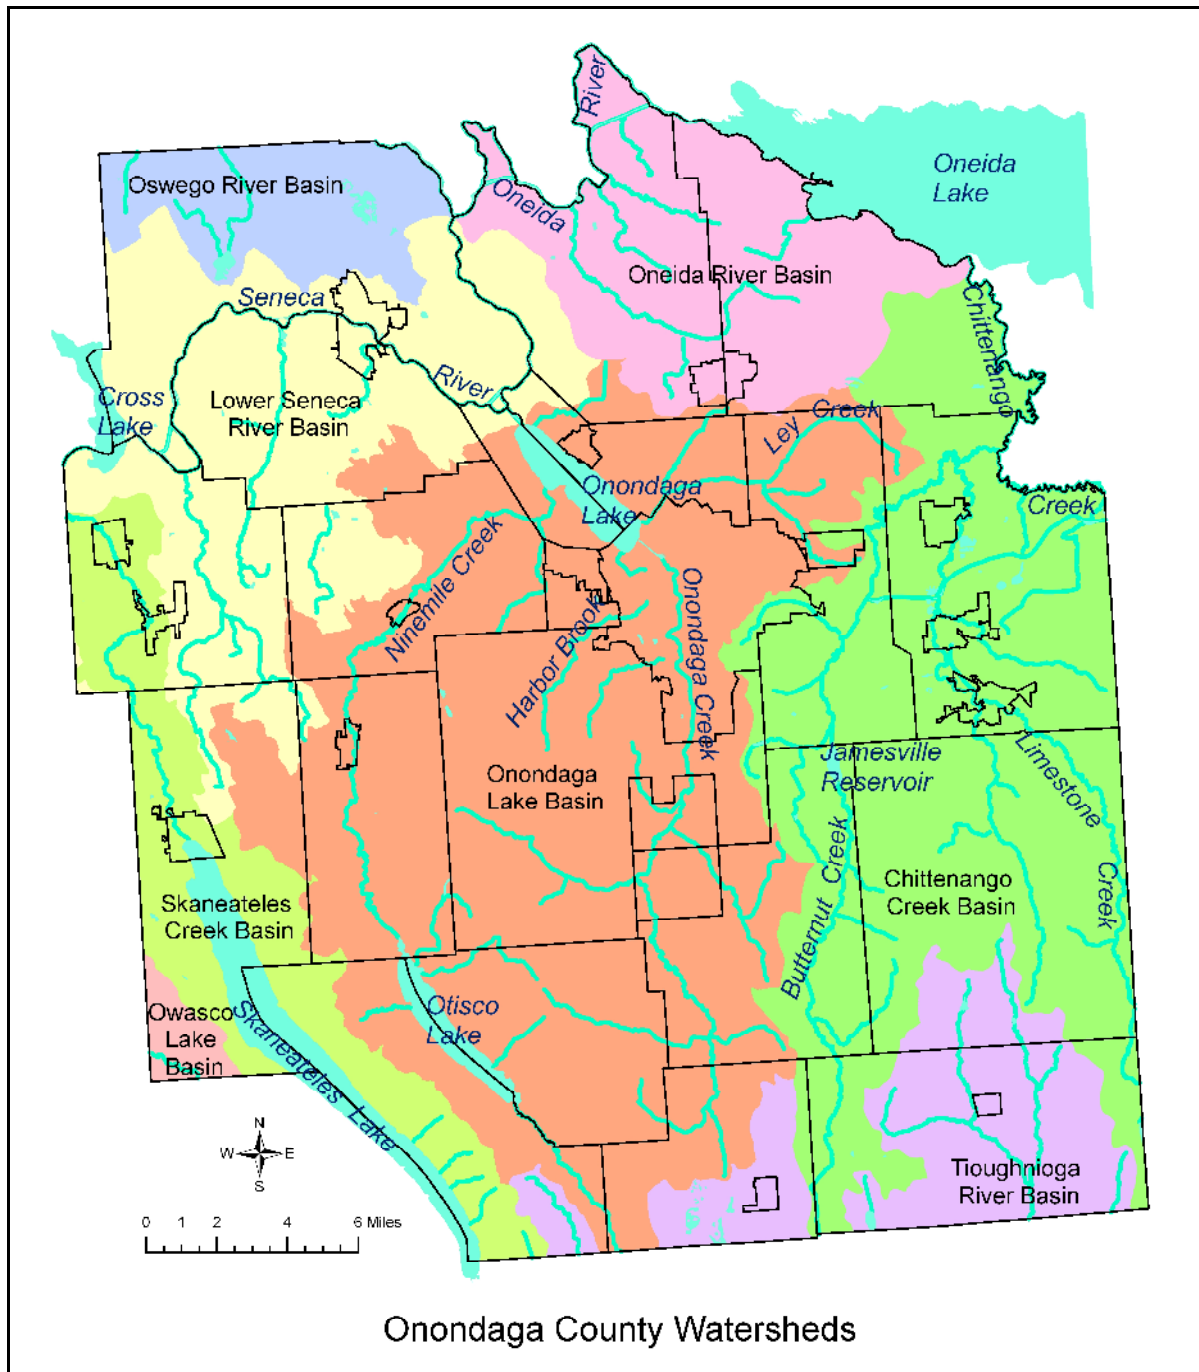 River
Oneida
Lake
Oswego River Basin
Oneida
Oneida River Basin
Seneca
Chittenango
River
Cross
Lake
Lower Seneca
River Basin
Ley Creek
Onondaga
Lake
Creek
Ninemile Creek
Harbor Brook
Onondaga Creek
Jamesville
Reservoir
Limestone
Creek
Onondaga
Lake Basin
Butternut Creek
Chittenango
Creek Basin
Skaneateles
Creek Basin
Owasco
Lake
Basin
Skaneateles Lake
Otisco
Lake
N
W E
S
Tioughnioga
River Basin
0 1 2 4 6 Miles
Onondaga County Watersheds